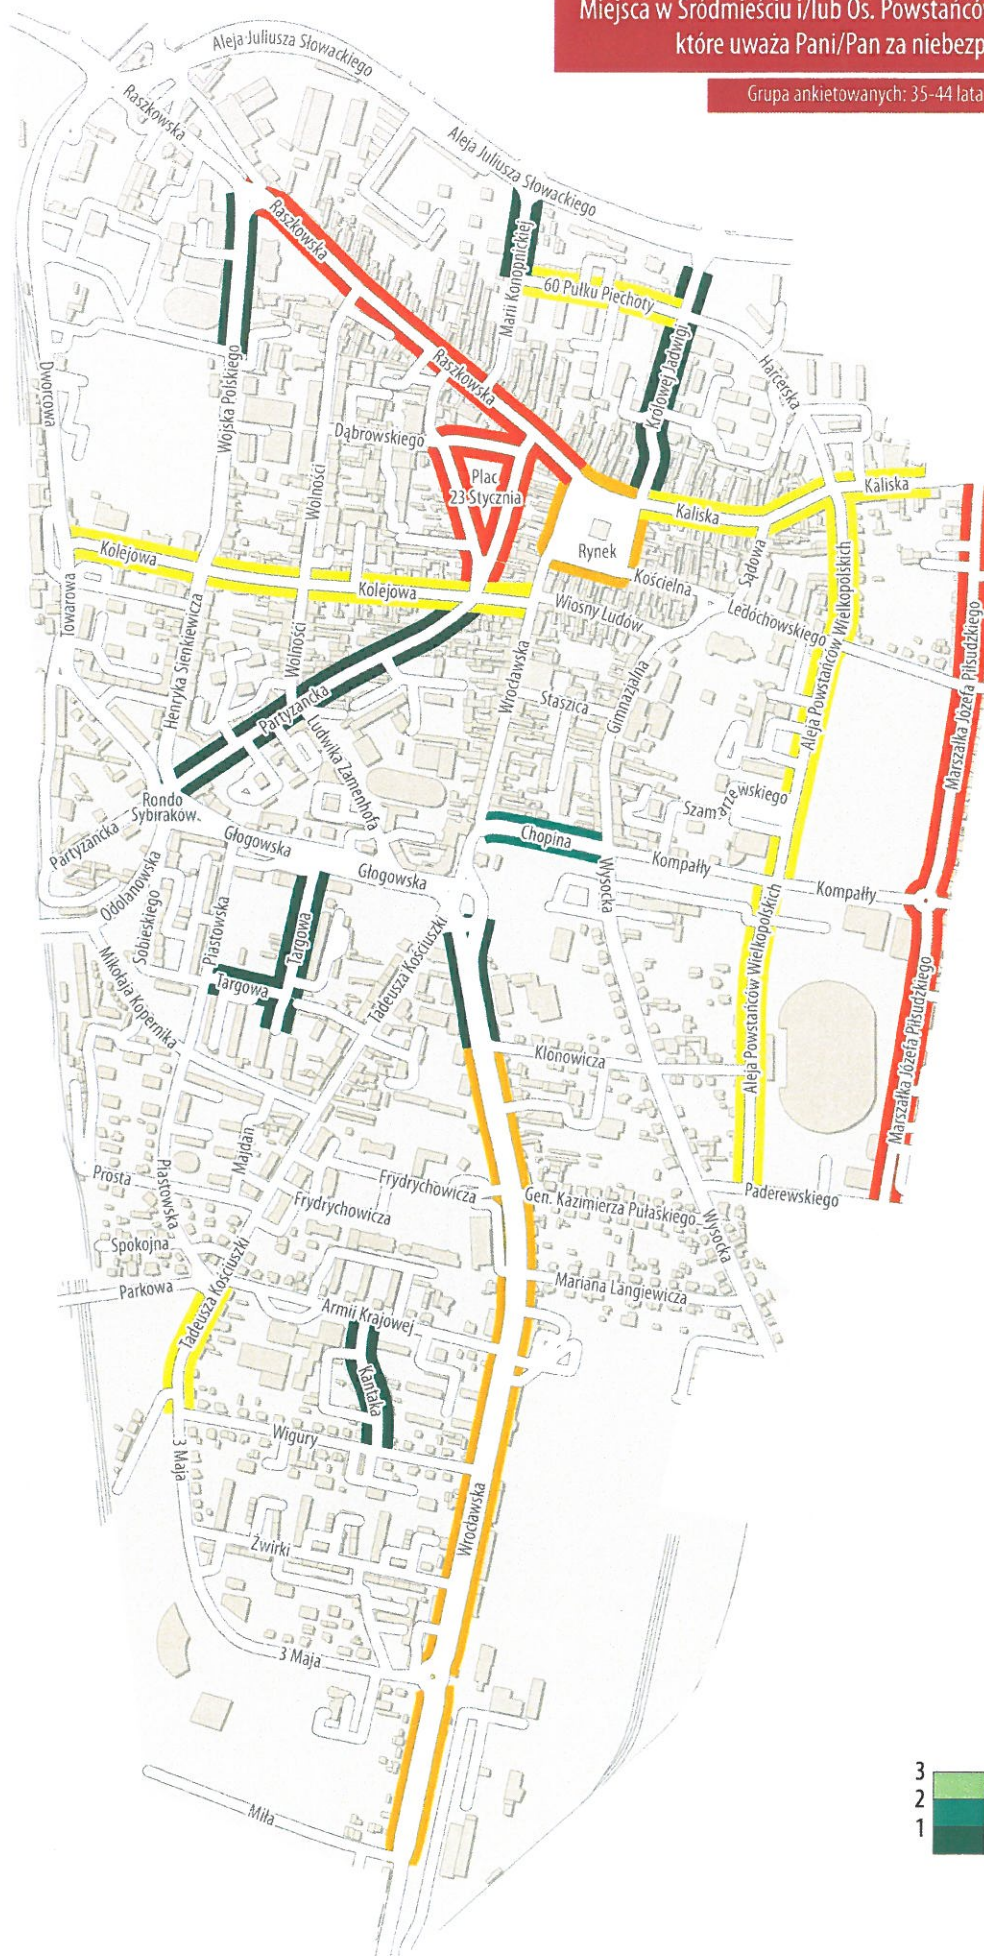 Miejsca w Śródmieściu i/lub Os. Powstańców
które uważa Pani/Pan za niebezp
Grupa ankietowanych: 35-44 lata
Aleja Juliusza Słowackiego
Raszkowska
Aleja Juliusza Słowackiego
Raszkowska
Marii Konopnickiej
60 Pułku Piechoty
Królowej Jadwigi
Harcerska
Dworcowa
Wojska Polskiego
Raszkowska
Dąbrowskiego
Wolności
Plac
23 Stycznia
Kaliska
Kaliska
Rynek
Sądowa
Kolejowa
Kolejowa
Kościelna
Wiosny Ludów
Ledóchowskiego
Towarowa
Henryka Sienkiewicza
Wolności
Aleja Powstańców Wielkopolskich
Marszałka Józefa Piłsudzkiego
Partyzancka
Wrocławska
Staszica
Gimnazjalna
Ludwika Zamenhofa
Szamarzewskiego
Rondo
Sybiraków
Partyzancka
Głogowska
Chopina
Głogowska
Kompałły
Kompałły
Wysocka
Odolanowska
Sobieskiego
Piastowska
Targowa
Targowa
Tadeusza Kościuszki
Mikołaja Kopernika
Aleja Powstańców Wielkopolskich
Marszałka Józefa Piłsudzkiego
Klonowicza
Majdan
Prosta
Piastowska
Frydrychowicza
Frydrychowicza
Gen. Kazimierza Pułaskiego
Paderewskiego
Wysocka
Spokojna
Parkowa
Tadeusza Kościuszki
Mariana Langiewicza
Armii Krajowej
Kantaka
Wigury
3 Maja
Wrocławska
Żwirki
3 Maja
Miła
3
2
1